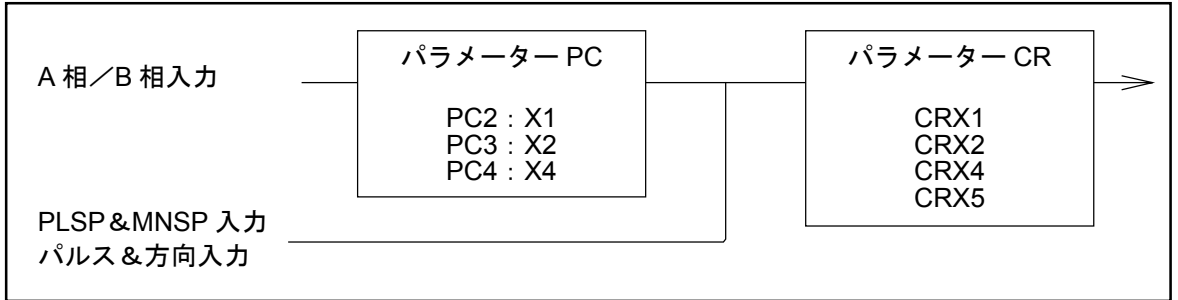 A 相／B 相入力
パラメーター PC
PC2：X1
PC3：X2
PC4：X4
パラメーター CR
CRX1
CRX2
CRX4
CRX5
PLSP＆MNSP 入力
パルス＆方向入力